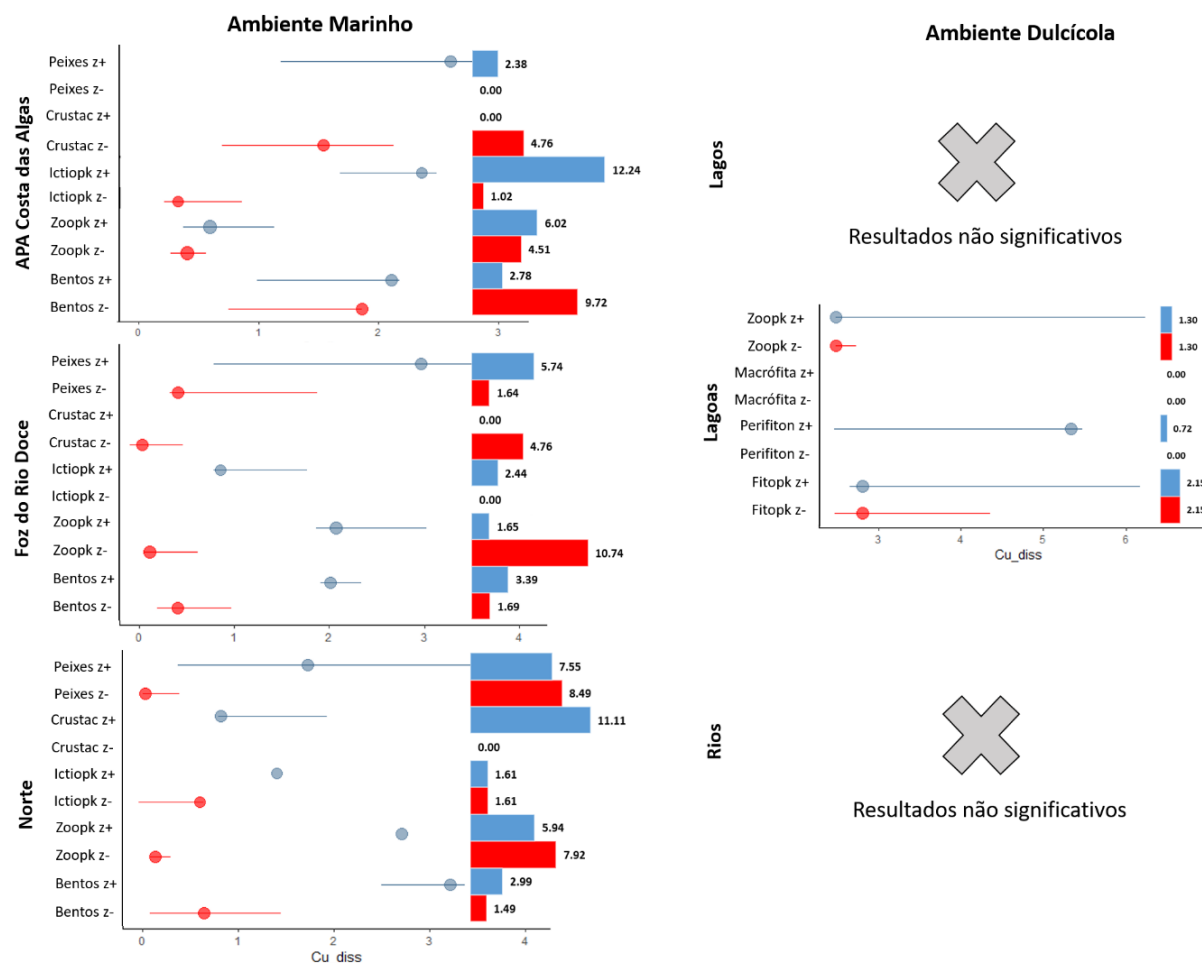 Ambiente Marinho
APA Costa das Algas
Peixes z+
2.38
Peixes z-
0.00
Crustac z+
0.00
Crustac z-
4.76
Ictiopk z+
12.24
Ictiopk z-
1.02
Zoopk z+
6.02
Zoopk z-
4.51
Bentos z+
2.78
Bentos z-
9.72
0 1 2 3
Foz do Rio Doce
Peixes z+
5.74
Peixes z-
1.64
Crustac z+
0.00
Crustac z-
4.76
Ictiopk z+
2.44
Ictiopk z-
0.00
Zoopk z+
1.65
Zoopk z-
10.74
Bentos z+
3.39
Bentos z-
1.69
0 1 2 3 4
Norte
Peixes z+
7.55
Peixes z-
8.49
Crustac z+
11.11
Crustac z-
0.00
Ictiopk z+
1.61
Ictiopk z-
1.61
Zoopk z+
5.94
Zoopk z-
7.92
Bentos z+
2.99
Bentos z-
1.49
0 1 2 3 4
Cu_diss
Ambiente Dulcícola
Lagos
Resultados não significativos
Lagoas
Zoopk z+
1.30
Zoopk z-
1.30
Macrófita z+
0.00
Macrófita z-
0.00
Perifiton z+
0.72
Perifiton z-
0.00
Fitopk z+
2.15
Fitopk z-
2.15
3 4 5 6
Cu_diss
Rios
Resultados não significativos